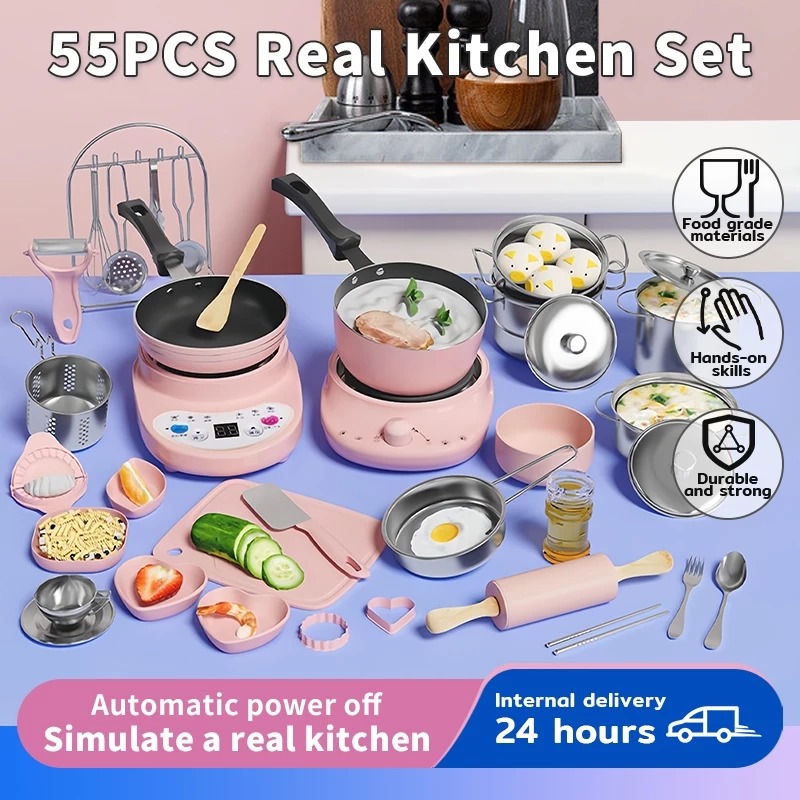 55PCS Real Kitchen Set
Food grade
materials
Hands-on
skills
Durable
and strong
Automatic power off
Simulate a real kitchen
Internal delivery
24 hours